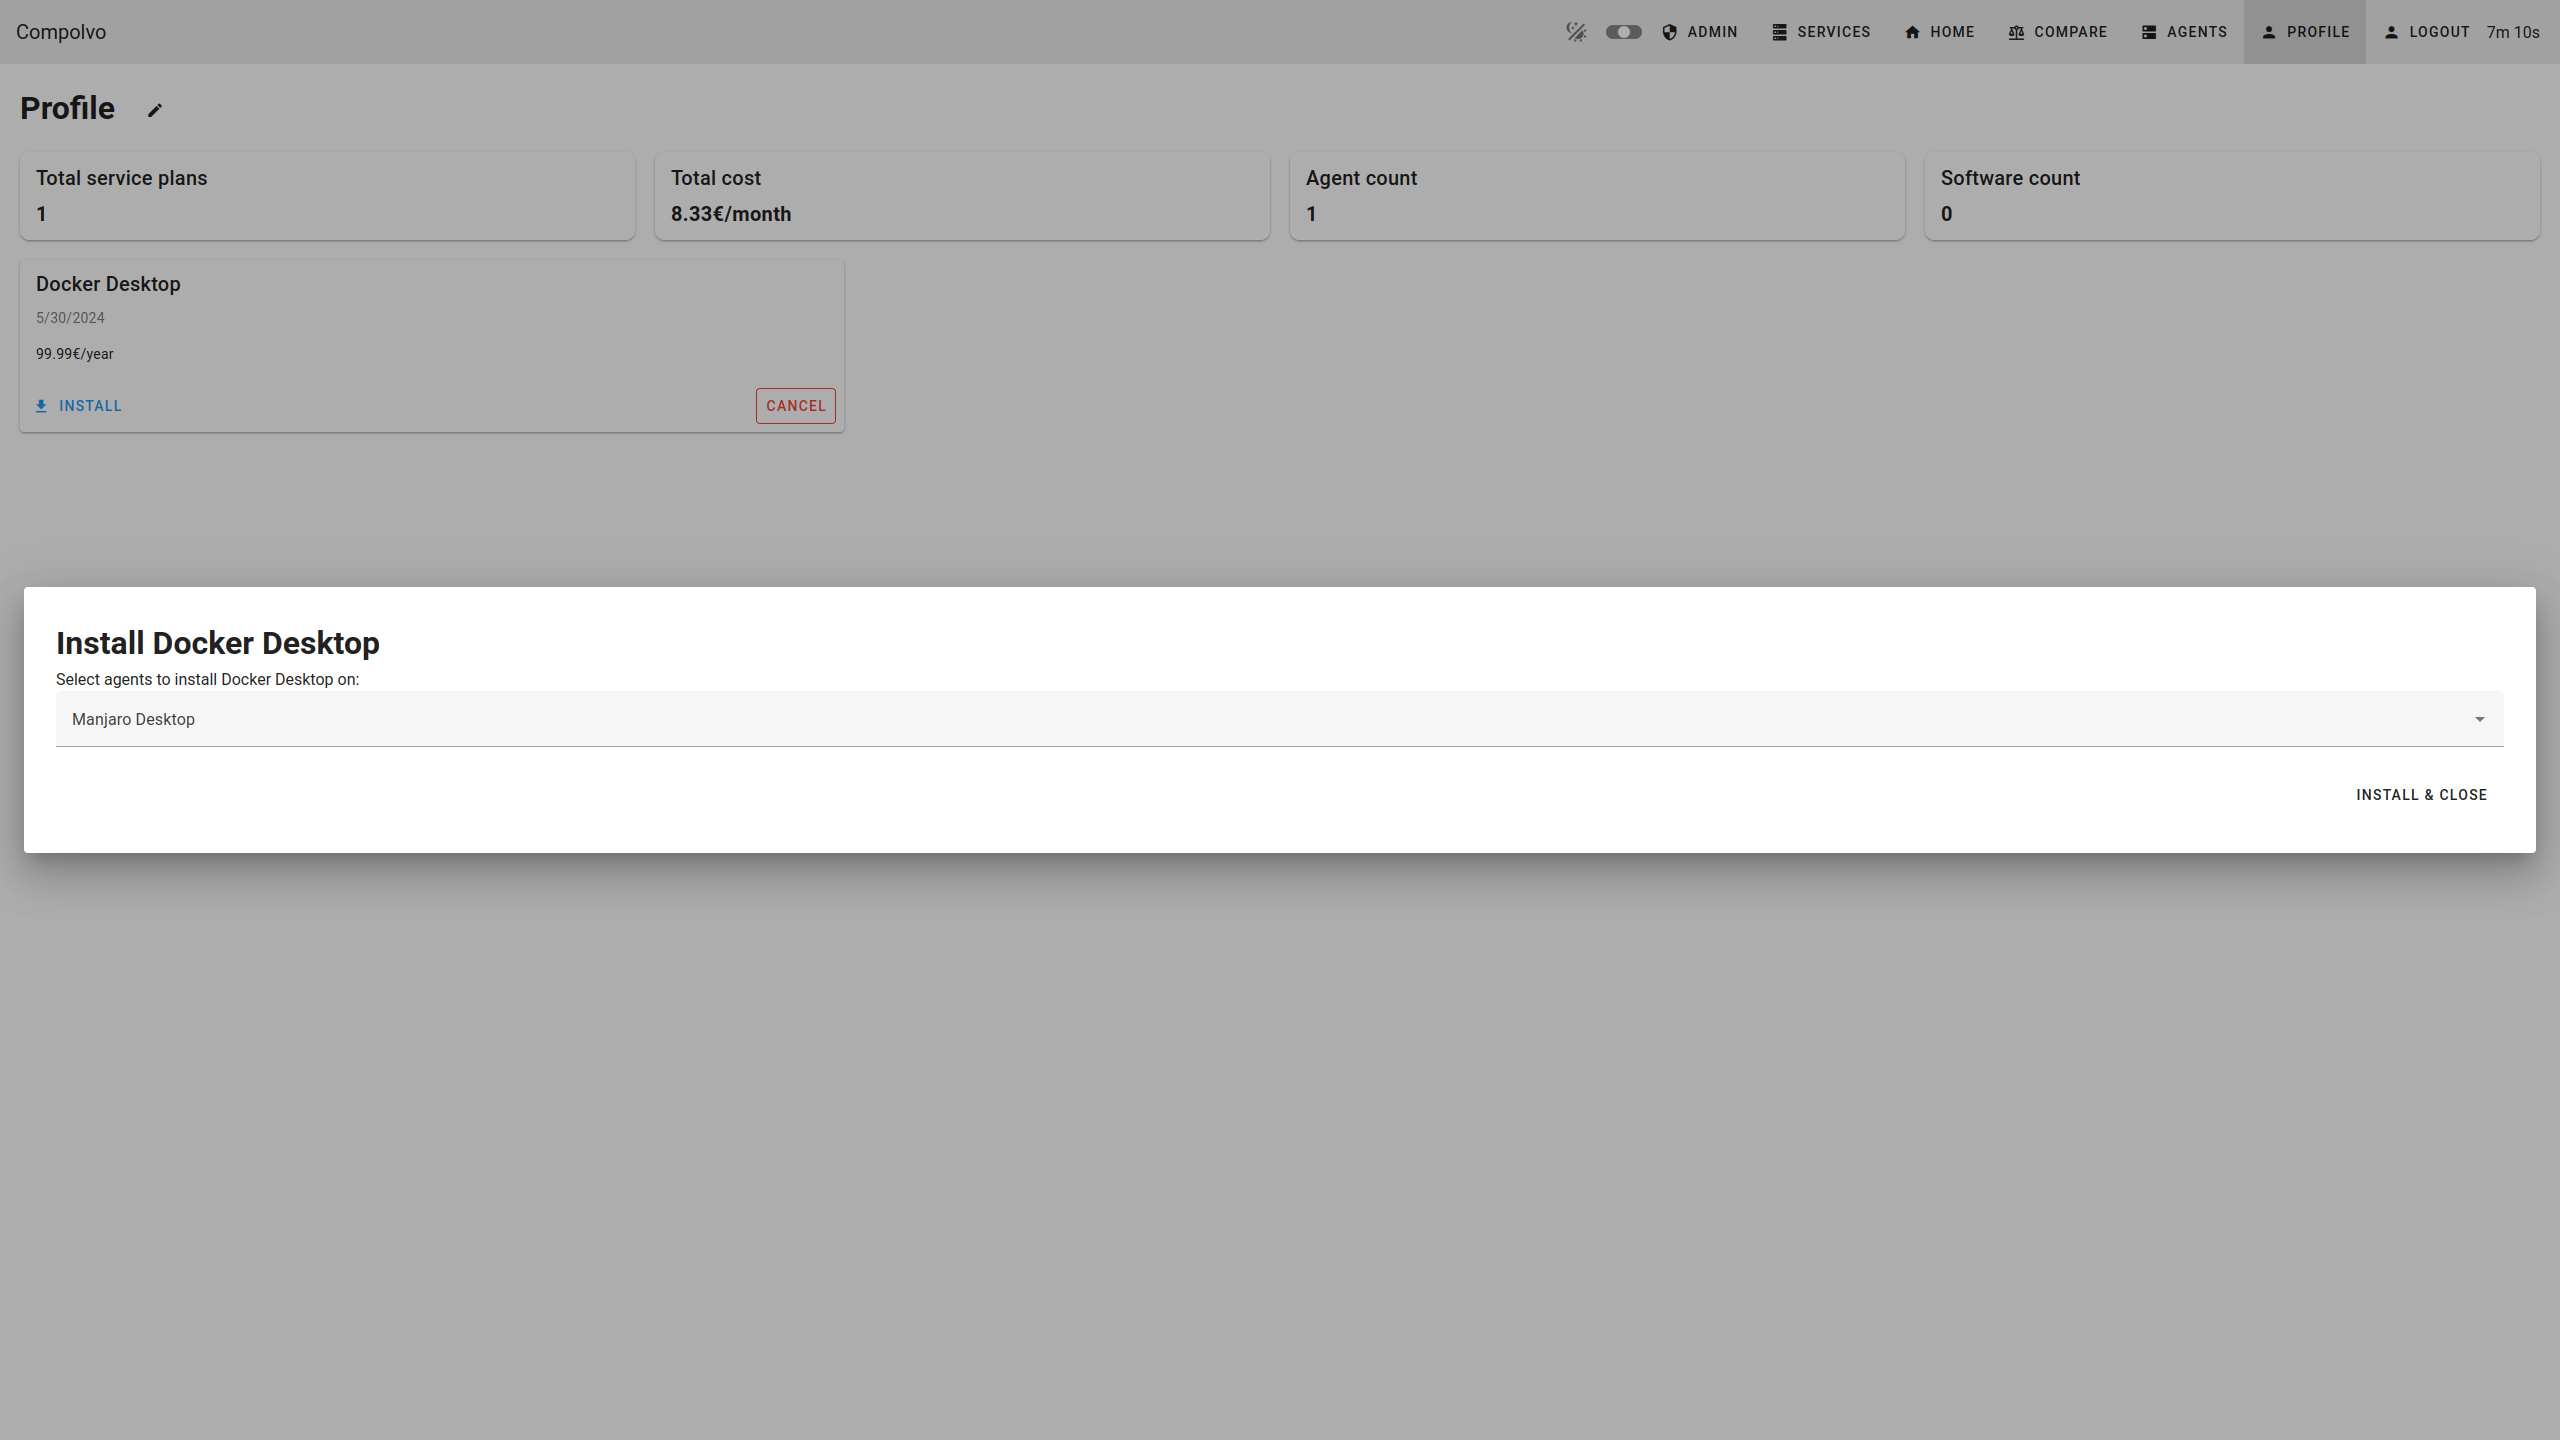 Compolvo
ADMIN SERVICES HOME COMPARE AGENTS PROFILE LOGOUT 7m 10s
Profile
Total service plans
1
Total cost
8.33€/month
Agent count
1
Software count
0
Docker Desktop
5/30/2024
99.99€/year
INSTALL CANCEL
Install Docker Desktop
Select agents to install Docker Desktop on:
Manjaro Desktop
INSTALL & CLOSE